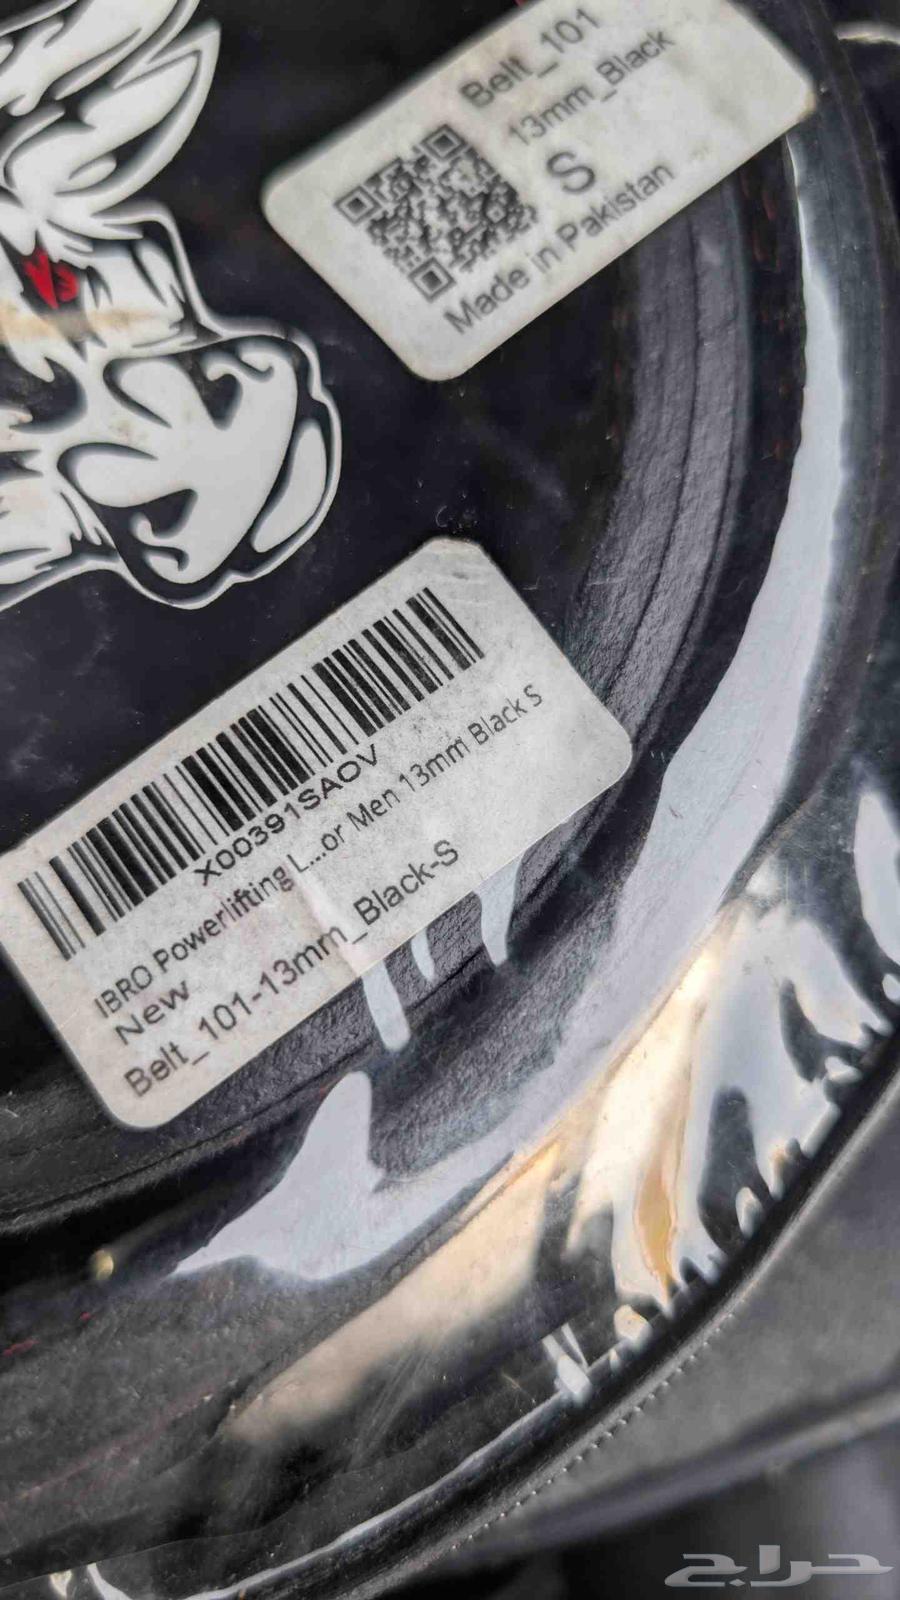 Belt_101
13mm_Black
S
Made in Pakistan
X00391SAOV
IBRO Powerlifting L...or Men 13mm Black S
New
Belt_101-13mm_Black-S
حراج